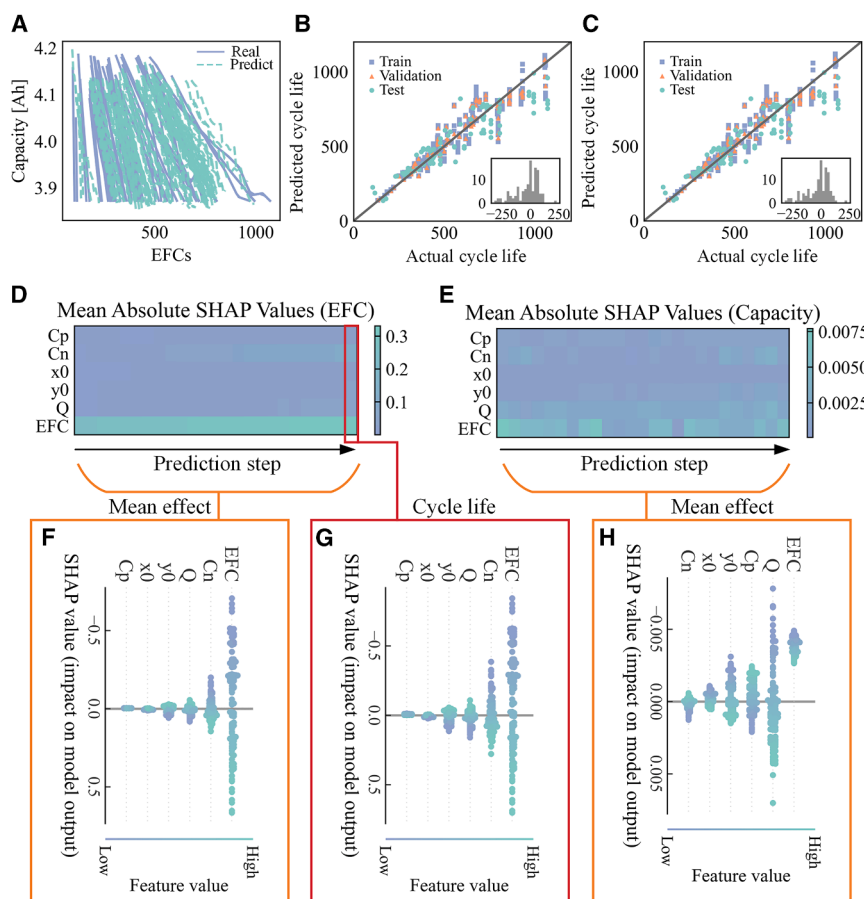 A
4.2
4.1
4.0
3.9
Capacity [Ah]
Real
Predict
500
1000
EFCs
B
1000
500
0
Predicted cycle life
Train
Validation
Test
10
0
−250
0
250
0
500
1000
Actual cycle life
C
1000
500
0
Predicted cycle life
Train
Validation
Test
10
0
−250
0
250
0
500
1000
Actual cycle life
D
Mean Absolute SHAP Values (EFC)
Cp
Cn
x0
y0
Q
EFC
0.3
0.2
0.1
Prediction step
E
Mean Absolute SHAP Values (Capacity)
Cp
Cn
x0
y0
Q
EFC
0.0075
0.0050
0.0025
Prediction step
Mean effect
Cycle life
Mean effect
F
SHAP value (impact on model output)
Cp
x0
y0
Q
Cn
EFC
−0.5
0.0
0.5
Low
High
Feature value
G
SHAP value (impact on model output)
Cp
x0
y0
Q
Cn
EFC
−0.5
0.0
0.5
Low
High
Feature value
H
SHAP value (impact on model output)
Cn
x0
y0
Cp
Q
EFC
−0.005
0.000
0.005
Low
High
Feature value